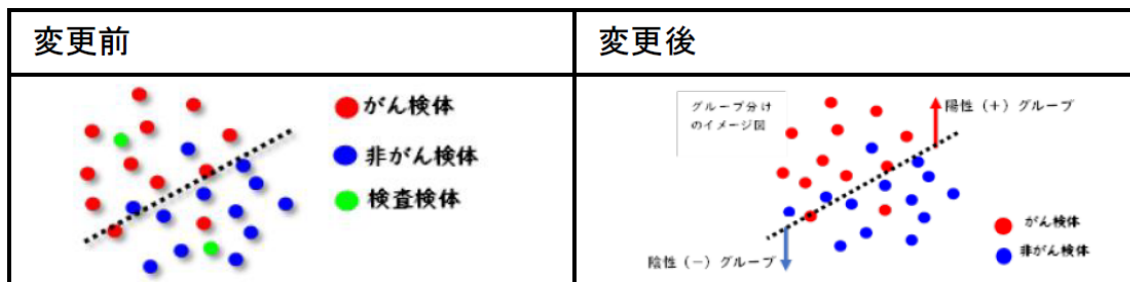 変更前
変更後
がん検体
非がん検体
検査検体
グループ分け
のイメージ図
陽性（+）グループ
陰性（-）グループ
がん検体
非がん検体